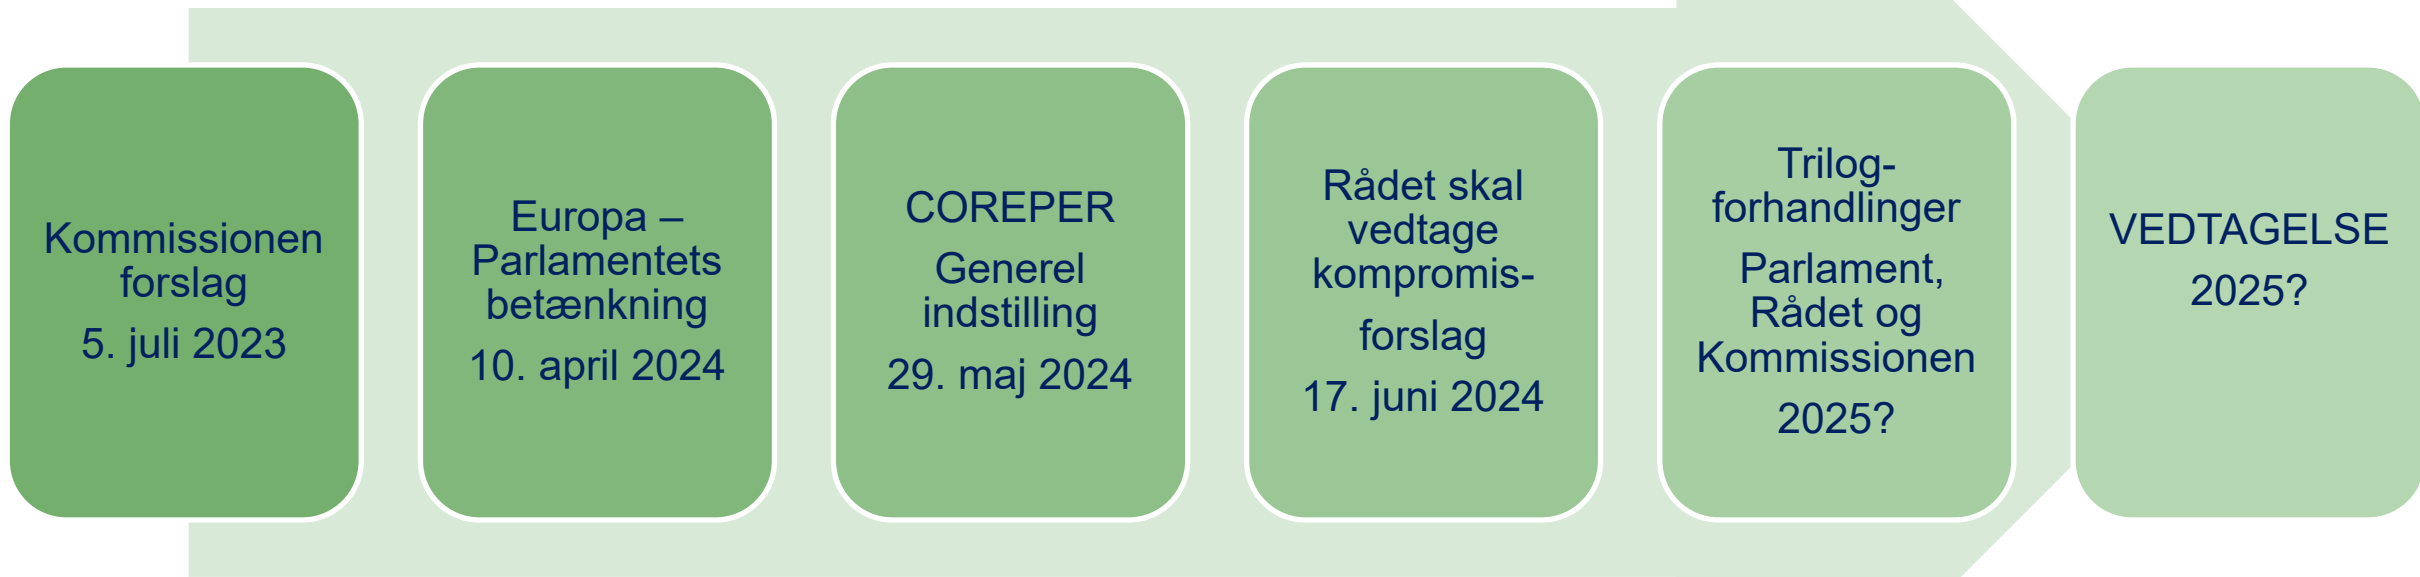 Kommissionen
forslag
5. juli 2023
Europa –
Parlamentets
betænkning
10. april 2024
COREPER
Generel
indstilling
29. maj 2024
Rådet skal
vedtage
kompromis-
forslag
17. juni 2024
Trilog-
forhandlinger
Parlament,
Rådet og
Kommissionen
2025?
VEDTAGELSE
2025?